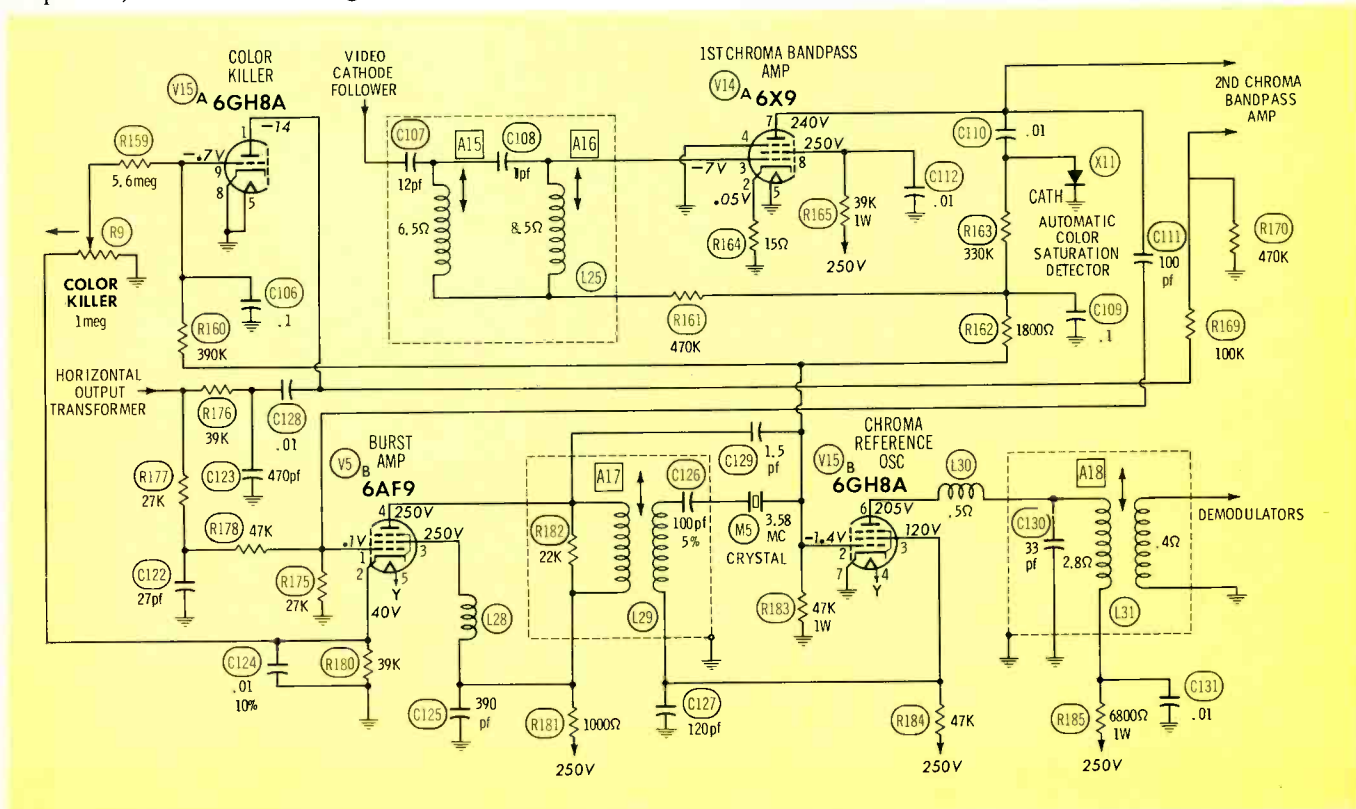 COLOR
KILLER
V15 A 6GH8A
1
-14
R159
5.6meg
-.7V
9
8
5
R9
COLOR
KILLER
1meg
C106
.1
R160
390K
VIDEO
CATHODE
FOLLOWER
C107
12pf
A15
C108
1pf
A16
6.5Ω
8.5Ω
L25
R161
470K
1ST CHROMA BANDPASS
AMP
V14 A 6X9
7
240V
4
250V
3
8
-.7V
2
5
.05V
R164
15Ω
R165
39K
1W
250V
C112
.01
C110
.01
X11
CATH
AUTOMATIC
COLOR
SATURATION
DETECTOR
R163
330K
C111
100
pf
2ND CHROMA
BANDPASS
AMP
R170
470K
C109
.1
R162
1800Ω
R169
100K
HORIZONTAL
OUTPUT
TRANSFORMER
R176
39K
C128
.01
C123
470pf
R177
27K
R178
47K
C122
27pf
R175
27K
BURST
AMP
V5 B
6AF9
4
250V
.1V
250V
1
3
2
5
Y
40V
C124
.01
10%
R180
39K
L28
C125
390
pf
R181
1000Ω
250V
R182
22K
A17
C126
100pf
5%
L29
C127
120pf
C129
1.5
pf
M5
3.58
MC
CRYSTAL
CHROMA
REFERENCE
OSC
V15 B
6GH8A
6
205V
120V
-1.4V
2
3
7
4
Y
R183
47K
1W
R184
47K
250V
L30
.5Ω
C130
33
pf
A18
2.8Ω
.4Ω
L31
DEMODULATORS
R185
6800Ω
1W
C131
.01
250V